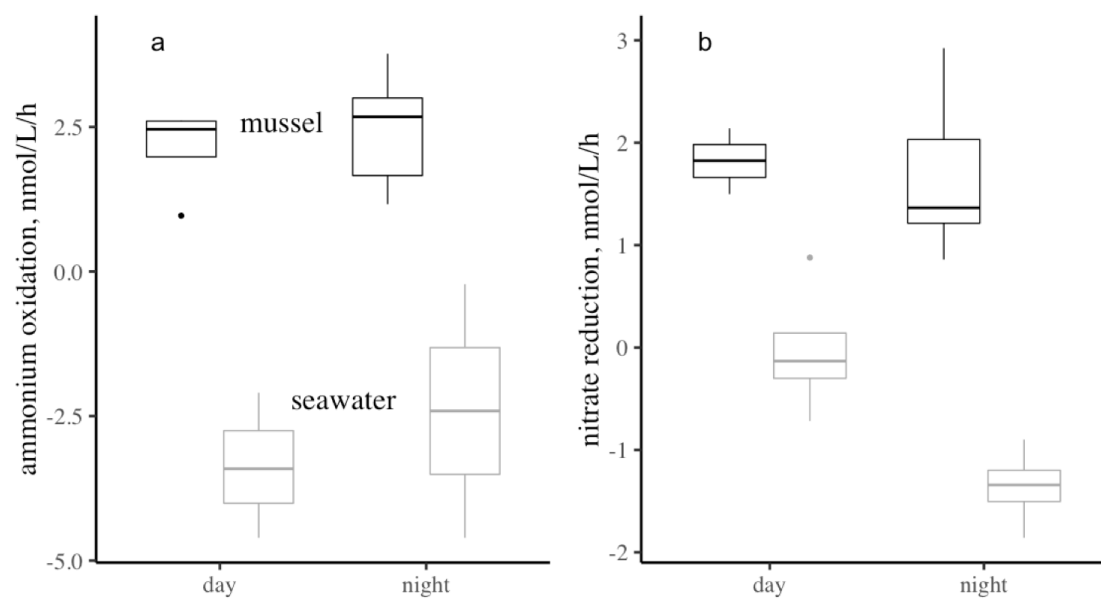 a
ammonium oxidation, nmol/L/h
2.5
0.0
-2.5
-5.0
mussel
seawater
day
night
b
nitrate reduction, nmol/L/h
3
2
1
0
-1
-2
day
night